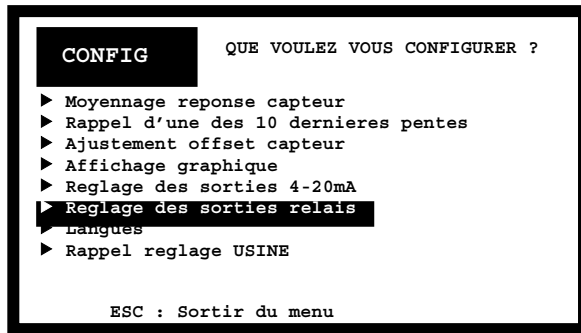 CONFIG
QUE VOULEZ VOUS CONFIGURER ?
Moyennage reponse capteur
Rappel d'une des 10 dernieres pentes
Ajustement offset capteur
Affichage graphique
Reglage des sorties 4-20mA
Reglage des sorties relais
Langues
Rappel reglage USINE
ESC : Sortir du menu